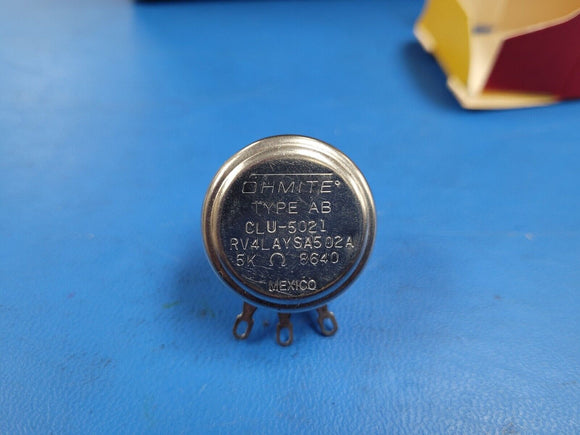 OHMITE®
TYPE AB
CLU-5021
RV4LAYSA502A
5K Ω 8640
MEXICO